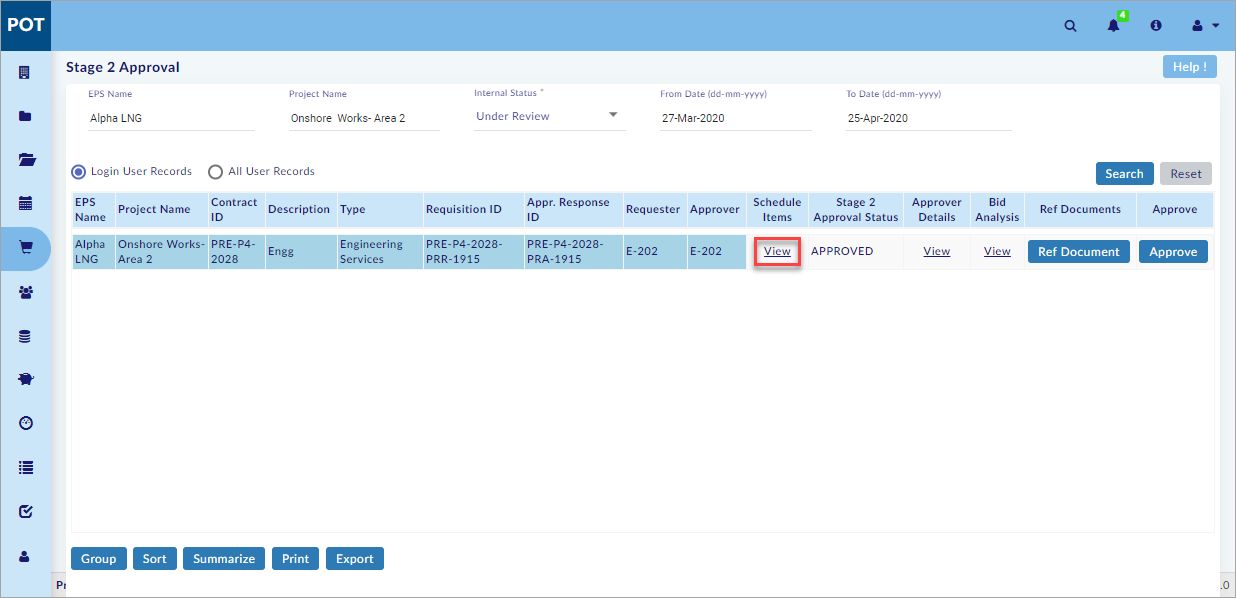 POT
4
Stage 2 Approval
Help !
EPS Name
Project Name
Internal Status *
From Date (dd-mm-yyyy)
To Date (dd-mm-yyyy)
Alpha LNG
Onshore Works- Area 2
Under Review
27-Mar-2020
25-Apr-2020
Login User Records
All User Records
Search
Reset
EPS Name
Project Name
Contract ID
Description
Type
Requisition ID
Appr. Response ID
Requester
Approver
Schedule Items
Stage 2 Approval Status
Approver Details
Bid Analysis
Ref Documents
Approve
Alpha LNG
Onshore Works- Area 2
PRE-P4-2028
Engg
Engineering Services
PRE-P4-2028-PRR-1915
PRE-P4-2028-PRA-1915
E-202
E-202
View
APPROVED
View
View
Ref Document
Approve
Group
Sort
Summarize
Print
Export